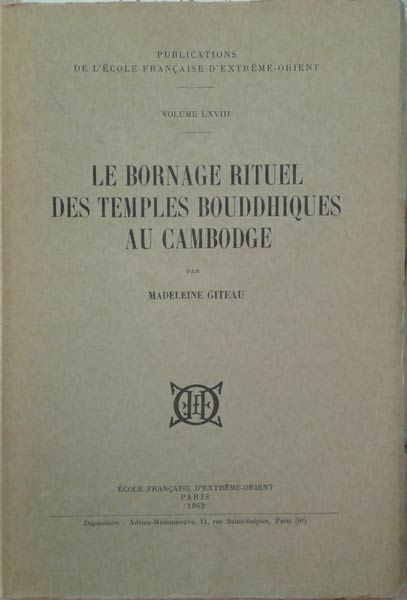 PUBLICATIONS
DE L'ÉCOLE FRANÇAISE D'EXTRÊME-ORIENT
VOLUME LXVIII
LE BORNAGE RITUEL
DES TEMPLES BOUDDHIQUES
AU CAMBODGE
PAR
MADELEINE GITEAU
ÉCOLE FRANÇAISE D'EXTRÊME-ORIENT
PARIS
1969
Dépositaire : Adrien-Maisonneuve, 11, rue Saint-Sulpice, Paris (6e)